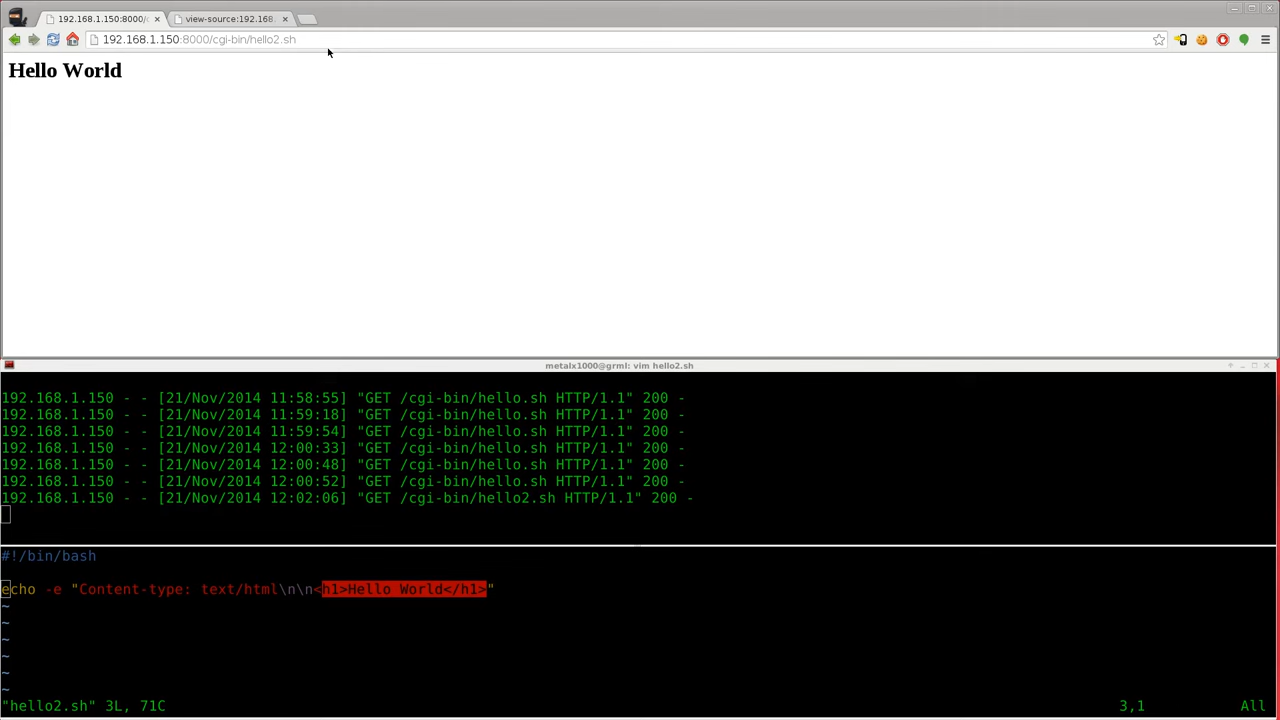 192.168.1.150:8000/c
view-source:192.168
192.168.1.150:8000/cgi-bin/hello2.sh
Hello World
metalx1000@grml: vim hello2.sh
192.168.1.150 - - [21/Nov/2014 11:58:55] "GET /cgi-bin/hello.sh HTTP/1.1" 200 -
192.168.1.150 - - [21/Nov/2014 11:59:18] "GET /cgi-bin/hello.sh HTTP/1.1" 200 -
192.168.1.150 - - [21/Nov/2014 11:59:54] "GET /cgi-bin/hello.sh HTTP/1.1" 200 -
192.168.1.150 - - [21/Nov/2014 12:00:33] "GET /cgi-bin/hello.sh HTTP/1.1" 200 -
192.168.1.150 - - [21/Nov/2014 12:00:48] "GET /cgi-bin/hello.sh HTTP/1.1" 200 -
192.168.1.150 - - [21/Nov/2014 12:00:52] "GET /cgi-bin/hello.sh HTTP/1.1" 200 -
192.168.1.150 - - [21/Nov/2014 12:02:06] "GET /cgi-bin/hello2.sh HTTP/1.1" 200 -
#!/bin/bash
echo -e "Content-type: text/html\n\n<h1>Hello World</h1>"
~
~
~
~
~
~
"hello2.sh" 3L, 71C 3,1 All